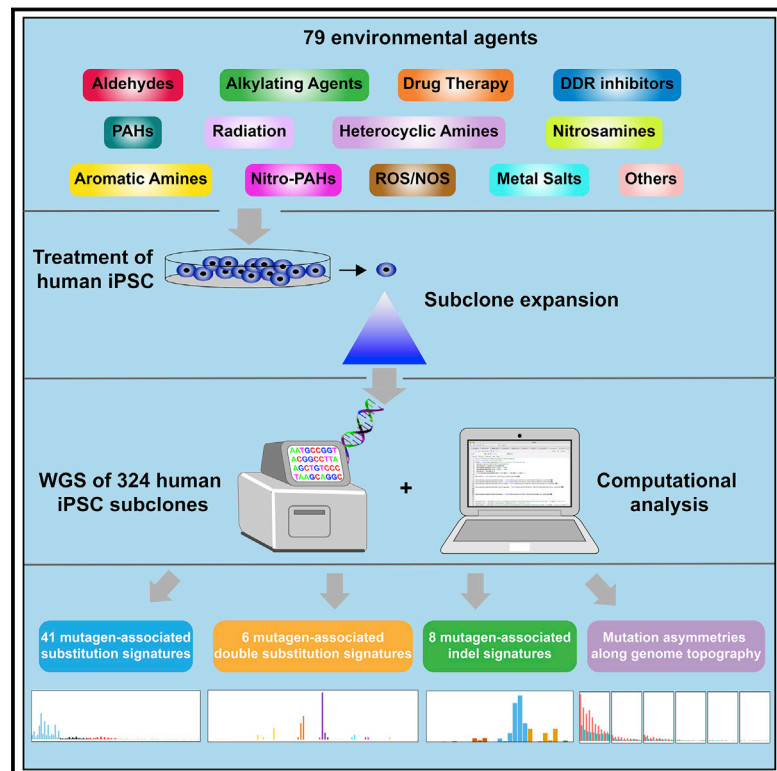 79 environmental agents
Aldehydes
Alkylating Agents
Drug Therapy
DDR inhibitors
PAHs
Radiation
Heterocyclic Amines
Nitrosamines
Aromatic Amines
Nitro-PAHs
ROS/NOS
Metal Salts
Others
Treatment of
human iPSC
Subclone expansion
WGS of 324 human
iPSC subclones
AATGCCGGT
ACGGCCTTA
AGCTGTCCC
TAAGCAGGC
+
Computational
analysis
41 mutagen-associated
substitution signatures
6 mutagen-associated
double substitution signatures
8 mutagen-associated
indel signatures
Mutation asymmetries
along genome topography